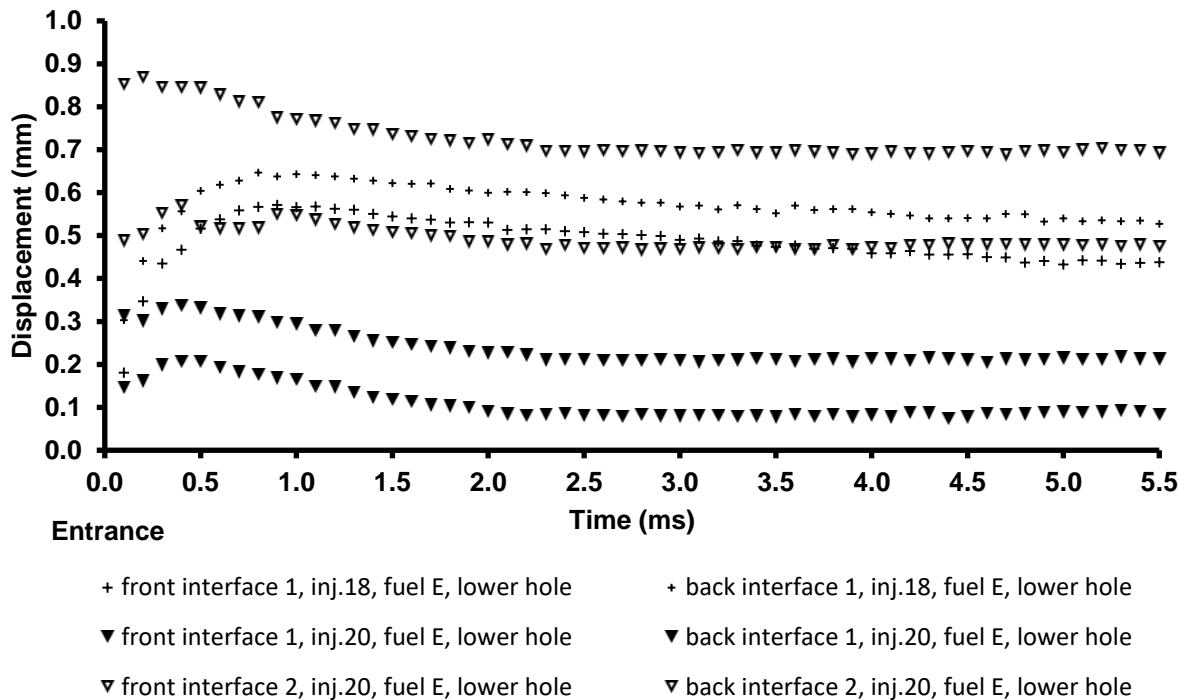 1.0
0.9
0.8
0.7
0.6
0.5
0.4
0.3
0.2
0.1
0.0
Displacement (mm)
0.0 0.5 1.0 1.5 2.0 2.5 3.0 3.5 4.0 4.5 5.0 5.5
Time (ms)
Entrance
front interface 1, inj.18, fuel E, lower hole
back interface 1, inj.18, fuel E, lower hole
front interface 1, inj.20, fuel E, lower hole
back interface 1, inj.20, fuel E, lower hole
front interface 2, inj.20, fuel E, lower hole
back interface 2, inj.20, fuel E, lower hole